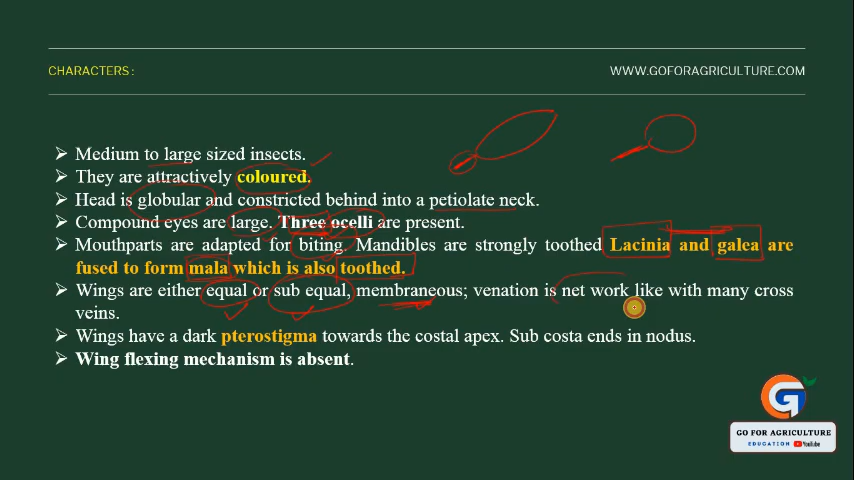 CHARACTERS :
WWW.GOFORAGRICULTURE.COM
➢ Medium to large sized insects.
➢ They are attractively coloured.
➢ Head is globular and constricted behind into a petiolate neck.
➢ Compound eyes are large. Three ocelli are present.
➢ Mouthparts are adapted for biting. Mandibles are strongly toothed Lacinia and galea are
fused to form mala which is also toothed.
➢ Wings are either equal or sub equal, membraneous; venation is net work like with many cross
veins.
➢ Wings have a dark pterostigma towards the costal apex. Sub costa ends in nodus.
➢ Wing flexing mechanism is absent.
GO FOR AGRICULTURE
EDUCATION YouTube